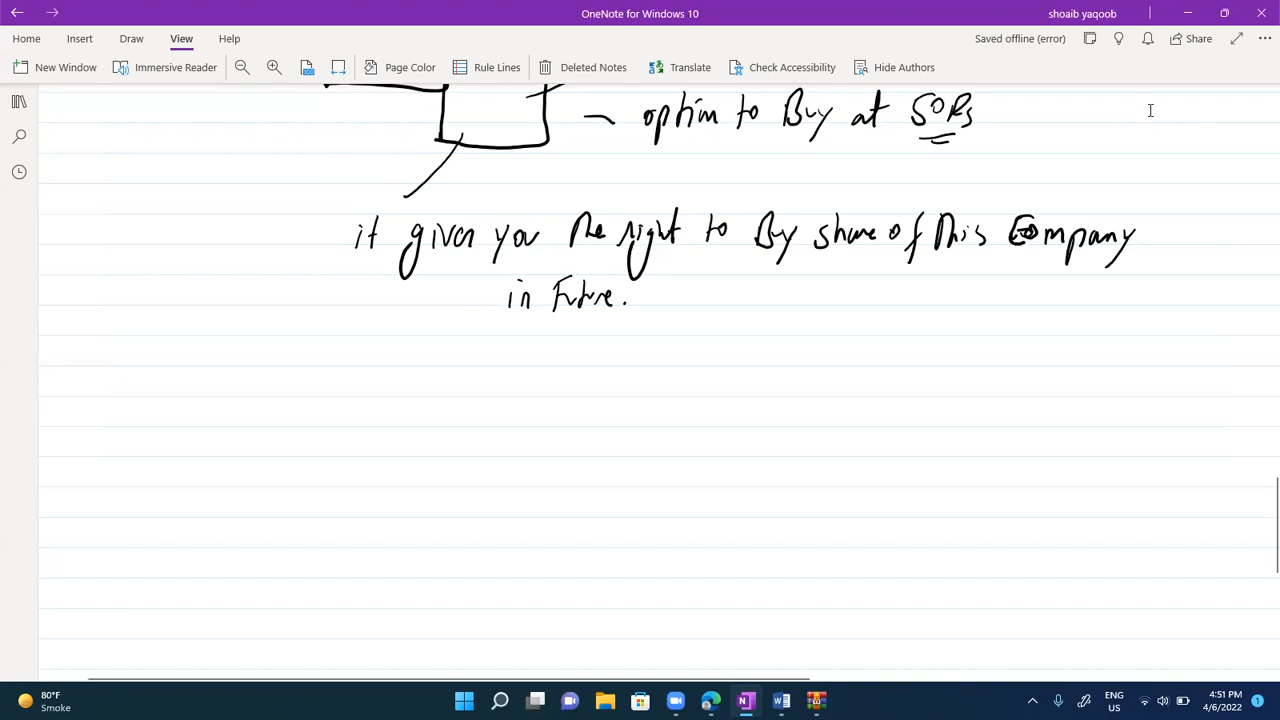 OneNote for Windows 10
shoaib yaqoob
Home Insert Draw View Help
Saved offline (error)
Share
New Window Immersive Reader Page Color Rule Lines Deleted Notes Translate Check Accessibility Hide Authors
option to Buy at 50Rs
it given you the right to By share of this Company
in Future.
80°F
Smoke
ENG
US
4:51 PM
4/6/2022